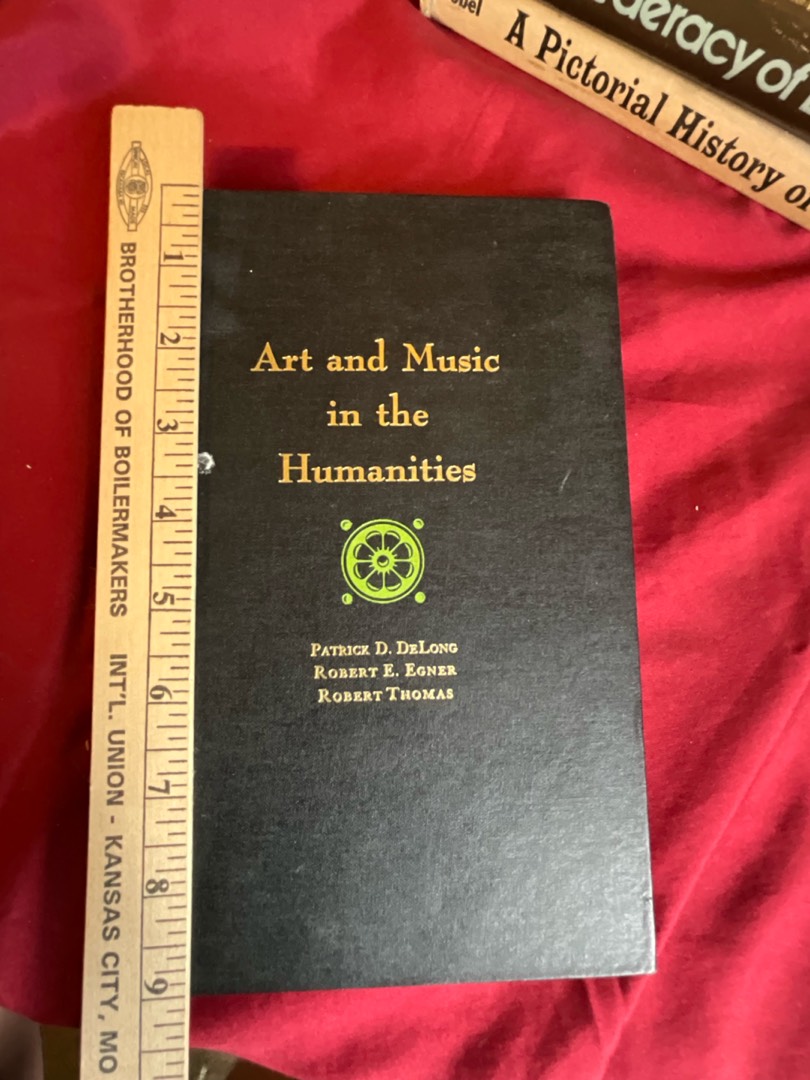 A Pictorial History
BROTHERHOOD OF BOILERMAKERS INT'L. UNION - KANSAS CITY, MO
1
2
3
4
5
6
7
8
9
Art and Music
in the
Humanities
PATRICK D. DELONG
ROBERT E. EGNER
ROBERT THOMAS